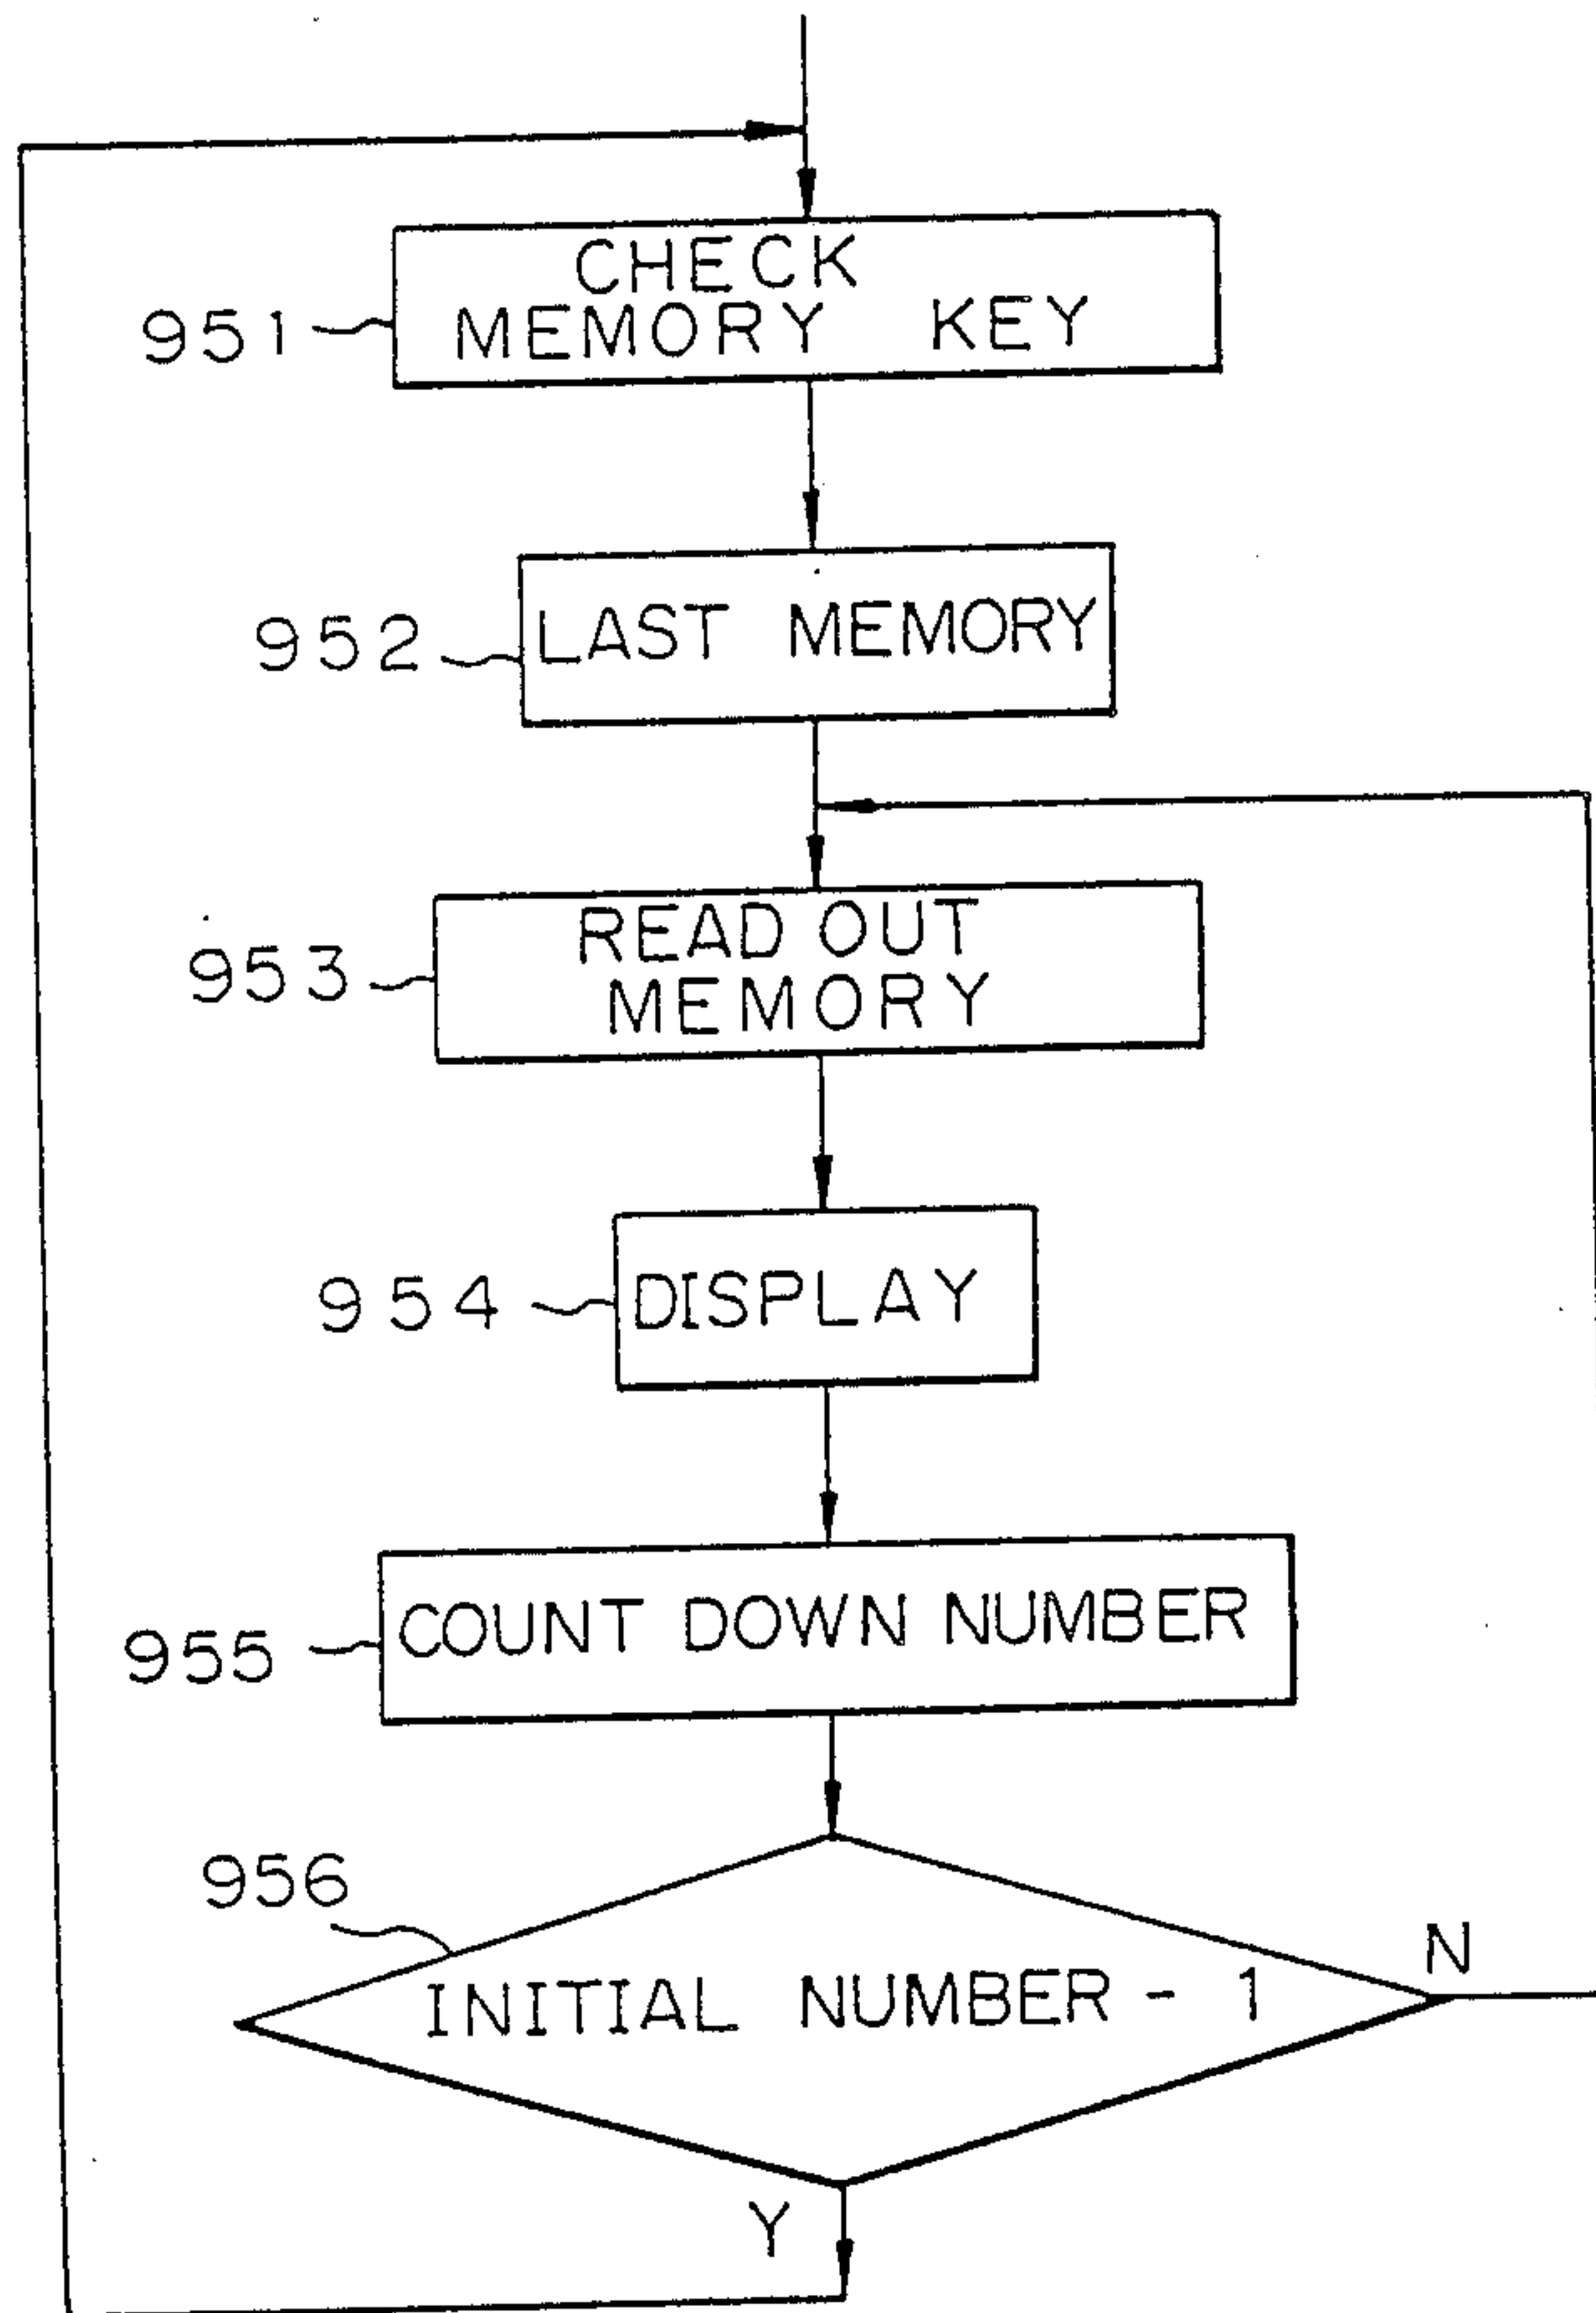 CHECK
951 MEMORY KEY
952 LAST MEMORY
READ OUT
953 MEMORY
954 DISPLAY
955 COUNT DOWN NUMBER
956
N
INITIAL NUMBER - 1
Y